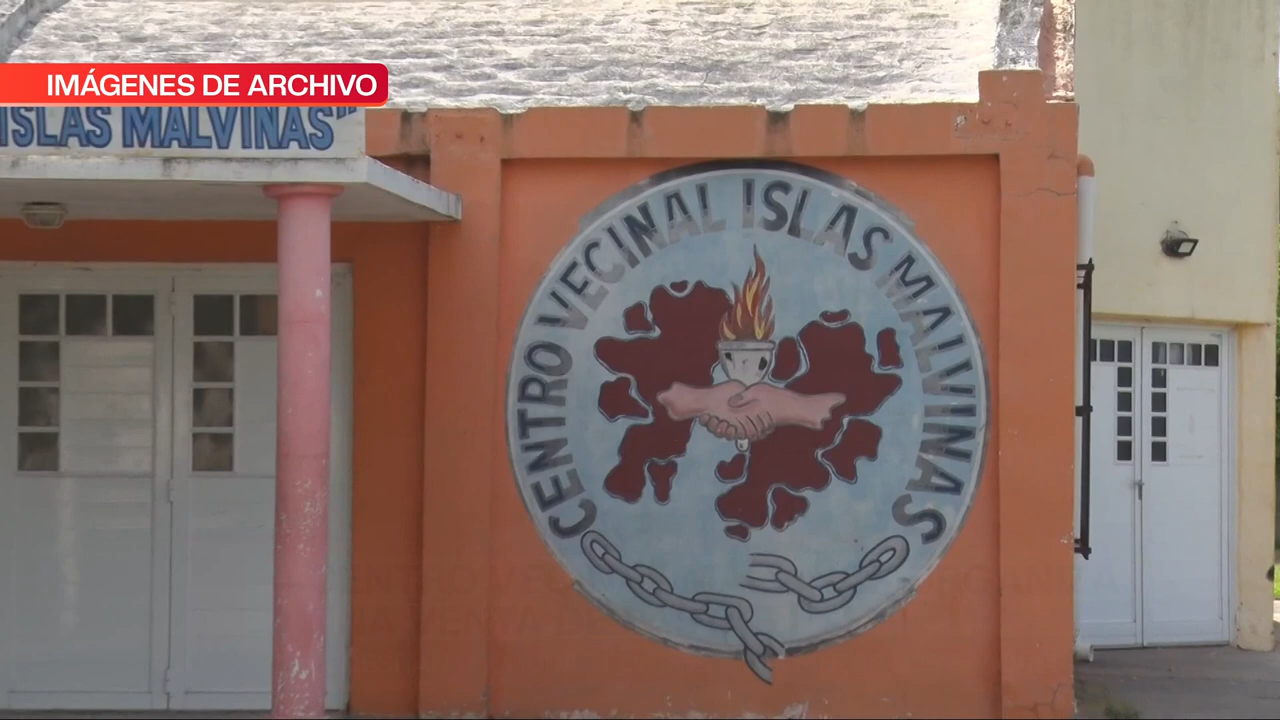 IMÁGENES DE ARCHIVO
ISLAS MALVINAS"
CENTRO VECINAL ISLAS MALVINAS